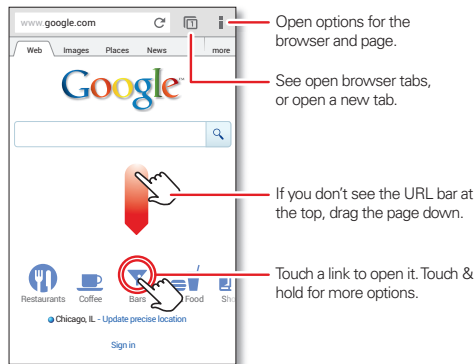 www.google.com
1
Open options for the
browser and page.
Web Images Places News more
Google™
See open browser tabs,
or open a new tab.
If you don't see the URL bar at
the top, drag the page down.
Touch a link to open it. Touch &
hold for more options.
Restaurants Coffee Bars Food Sho
Chicago, IL - Update precise location
Sign in